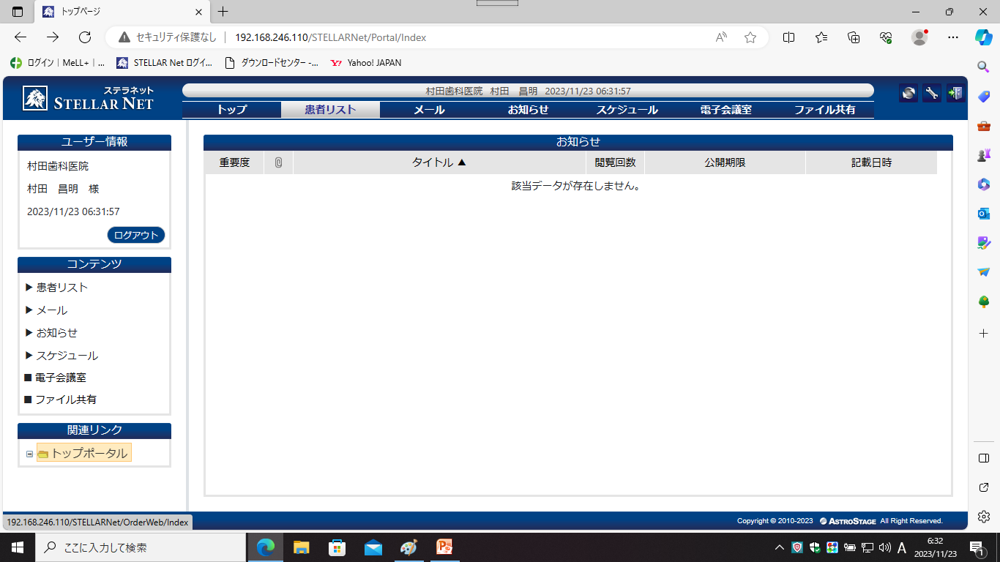 トップページ
セキュリティ保護なし
192.168.246.110/STELLARNet/Portal/Index
ログイン | MeLL+ | ...
STELLAR Net ログイ...
ダウンロードセンター -...
Yahoo! JAPAN
ステラネット
STELLAR NET
村田歯科医院 村田 昌明 2023/11/23 06:31:57
トップ 患者リスト メール お知らせ スケジュール 電子会議室 ファイル共有
ユーザー情報
村田歯科医院
村田 昌明 様
2023/11/23 06:31:57
ログアウト
コンテンツ
▶ 患者リスト
▶ メール
▶ お知らせ
▶ スケジュール
■ 電子会議室
■ ファイル共有
関連リンク
トップポータル
お知らせ
重要度 タイトル ▲ 閲覧回数 公開期限 記載日時
該当データが存在しません。
192.168.246.110/STELLARNet/OrderWeb/Index
Copyright © 2010-2023 ASTROSTAGE All Right Reserved.
ここに入力して検索
A
6:32
2023/11/23
1